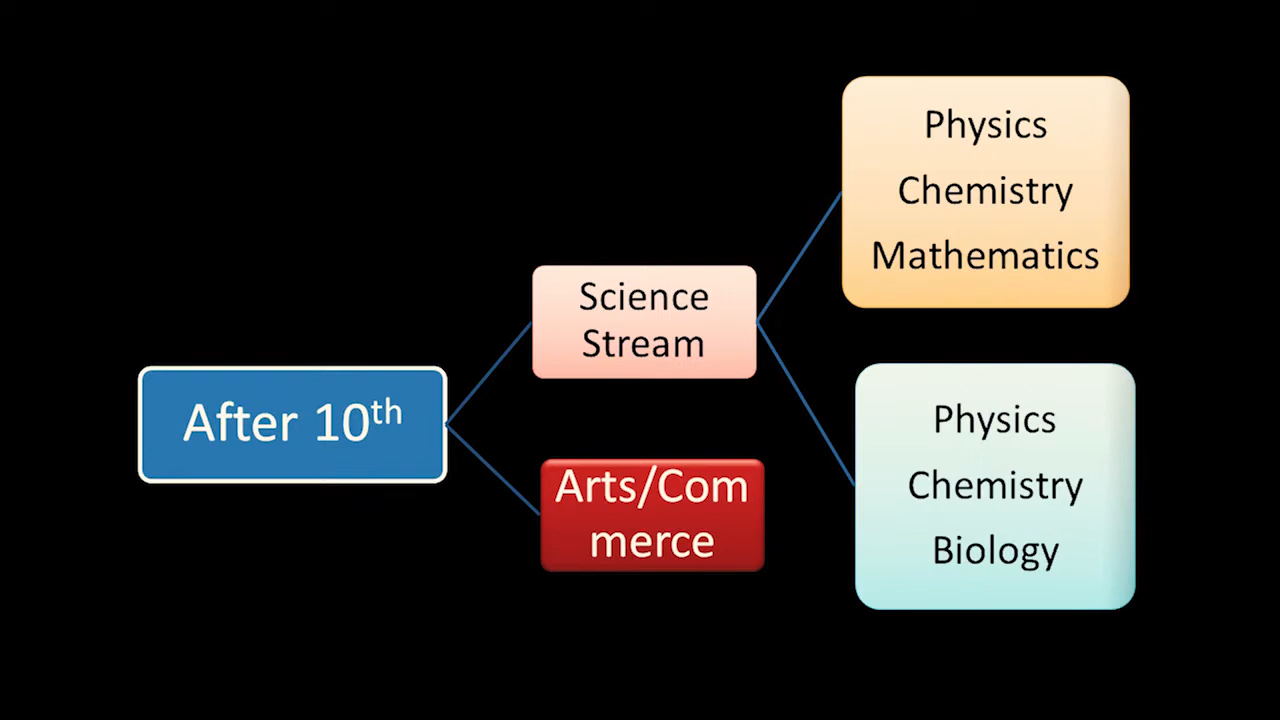 After 10th
Science
Stream
Arts/Com
merce
Physics
Chemistry
Mathematics
Physics
Chemistry
Biology